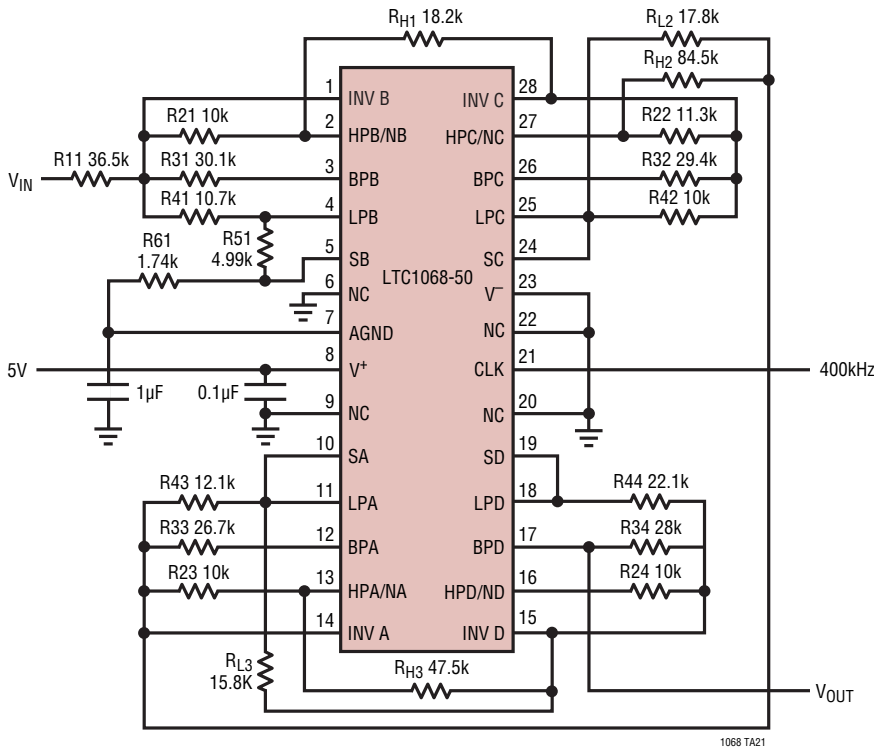 RH1 18.2k
RL2 17.8k
RH2 84.5k
1 INV B
INV C 28
R21 10k
2 HPB/NB
HPC/NC 27
R22 11.3k
VIN
R11 36.5k
R31 30.1k
3 BPB
BPC 26
R32 29.4k
R41 10.7k
4 LPB
LPC 25
R42 10k
R61
1.74k
R51
4.99k
5 SB
SC 24
LTC1068-50
6 NC
V– 23
7 AGND
NC 22
5V
8 V+
CLK 21
400kHz
1µF
0.1µF
9 NC
NC 20
10 SA
SD 19
R43 12.1k
11 LPA
LPD 18
R44 22.1k
R33 26.7k
12 BPA
BPD 17
R34 28k
R23 10k
13 HPA/NA
HPD/ND 16
R24 10k
14 INV A
INV D 15
RL3
15.8K
RH3 47.5k
VOUT
1068 TA21